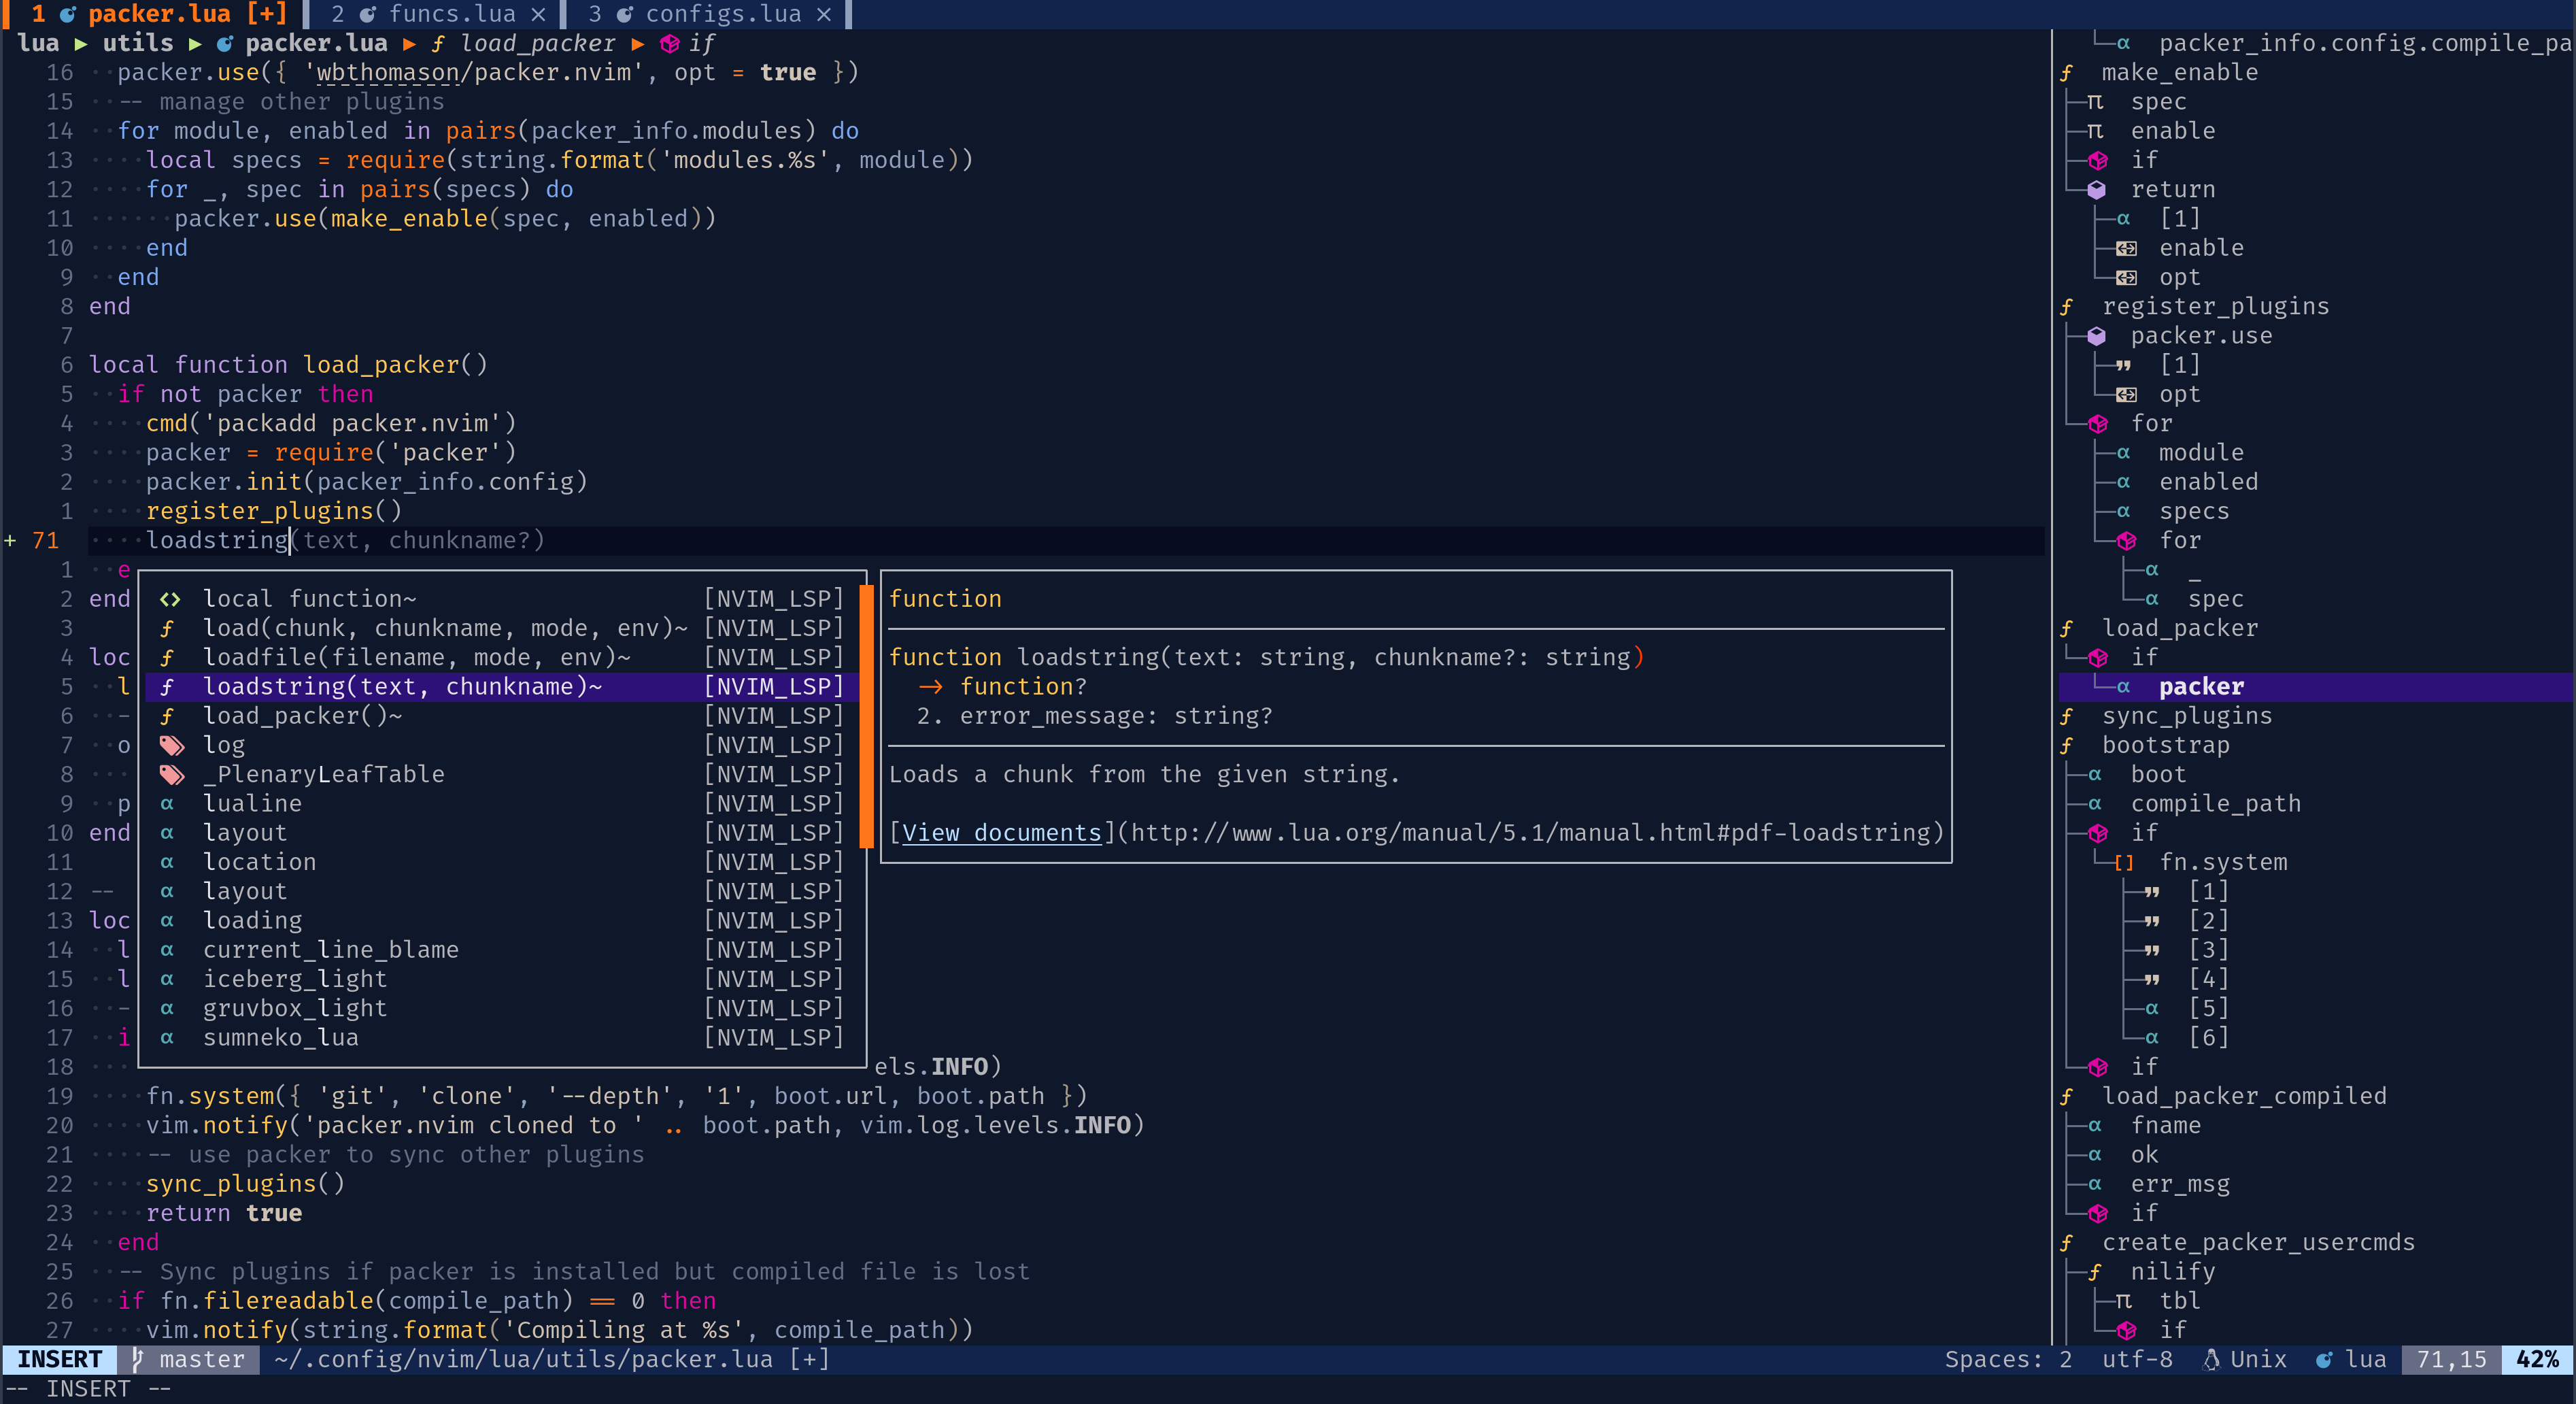 1 packer.lua [+] 2 funcs.lua × 3 configs.lua ×
lua ▶ utils ▶ packer.lua ▶ ƒ load_packer ▶ if
16 packer.use({ 'wbthomason/packer.nvim', opt = true })
15 -- manage other plugins
14 for module, enabled in pairs(packer_info.modules) do
13 local specs = require(string.format('modules.%s', module))
12 for _, spec in pairs(specs) do
11 packer.use(make_enable(spec, enabled))
10 end
9 end
8 end
7
6 local function load_packer()
5 if not packer then
4 cmd('packadd packer.nvim')
3 packer = require('packer')
2 packer.init(packer_info.config)
1 register_plugins()
+ 71 loadstring(text, chunkname?)
1 e
2 end
3
4 loc
5 l
6 -
7 o
8
9 p
10 end
11
12 --
13 loc
14 l
15 l
16 -
17 i
18 els.INFO)
19 fn.system({ 'git', 'clone', '--depth', '1', boot.url, boot.path })
20 vim.notify('packer.nvim cloned to ' .. boot.path, vim.log.levels.INFO)
21 -- use packer to sync other plugins
22 sync_plugins()
23 return true
24 end
25 -- Sync plugins if packer is installed but compiled file is lost
26 if fn.filereadable(compile_path) == 0 then
27 vim.notify(string.format('Compiling at %s', compile_path))
<> local function~ [NVIM_LSP]
ƒ load(chunk, chunkname, mode, env)~ [NVIM_LSP]
ƒ loadfile(filename, mode, env)~ [NVIM_LSP]
ƒ loadstring(text, chunkname)~ [NVIM_LSP]
ƒ load_packer()~ [NVIM_LSP]
log [NVIM_LSP]
_PlenaryLeafTable [NVIM_LSP]
α lualine [NVIM_LSP]
α layout [NVIM_LSP]
α location [NVIM_LSP]
α layout [NVIM_LSP]
α loading [NVIM_LSP]
α current_line_blame [NVIM_LSP]
α iceberg_light [NVIM_LSP]
α gruvbox_light [NVIM_LSP]
α sumneko_lua [NVIM_LSP]
function
function loadstring(text: string, chunkname?: string)
→ function?
2. error_message: string?
Loads a chunk from the given string.
[View documents](http://www.lua.org/manual/5.1/manual.html#pdf-loadstring)
α packer_info.config.compile_pa
ƒ make_enable
π spec
π enable
if
return
α [1]
enable
opt
ƒ register_plugins
packer.use
" [1]
opt
for
α module
α enabled
α specs
for
α _
α spec
ƒ load_packer
if
α packer
ƒ sync_plugins
ƒ bootstrap
α boot
α compile_path
if
[] fn.system
" [1]
" [2]
" [3]
" [4]
α [5]
α [6]
if
ƒ load_packer_compiled
α fname
α ok
α err_msg
if
ƒ create_packer_usercmds
ƒ nilify
π tbl
if
INSERT master ~/.config/nvim/lua/utils/packer.lua [+] Spaces: 2 utf-8 Unix lua 71,15 42%
-- INSERT --